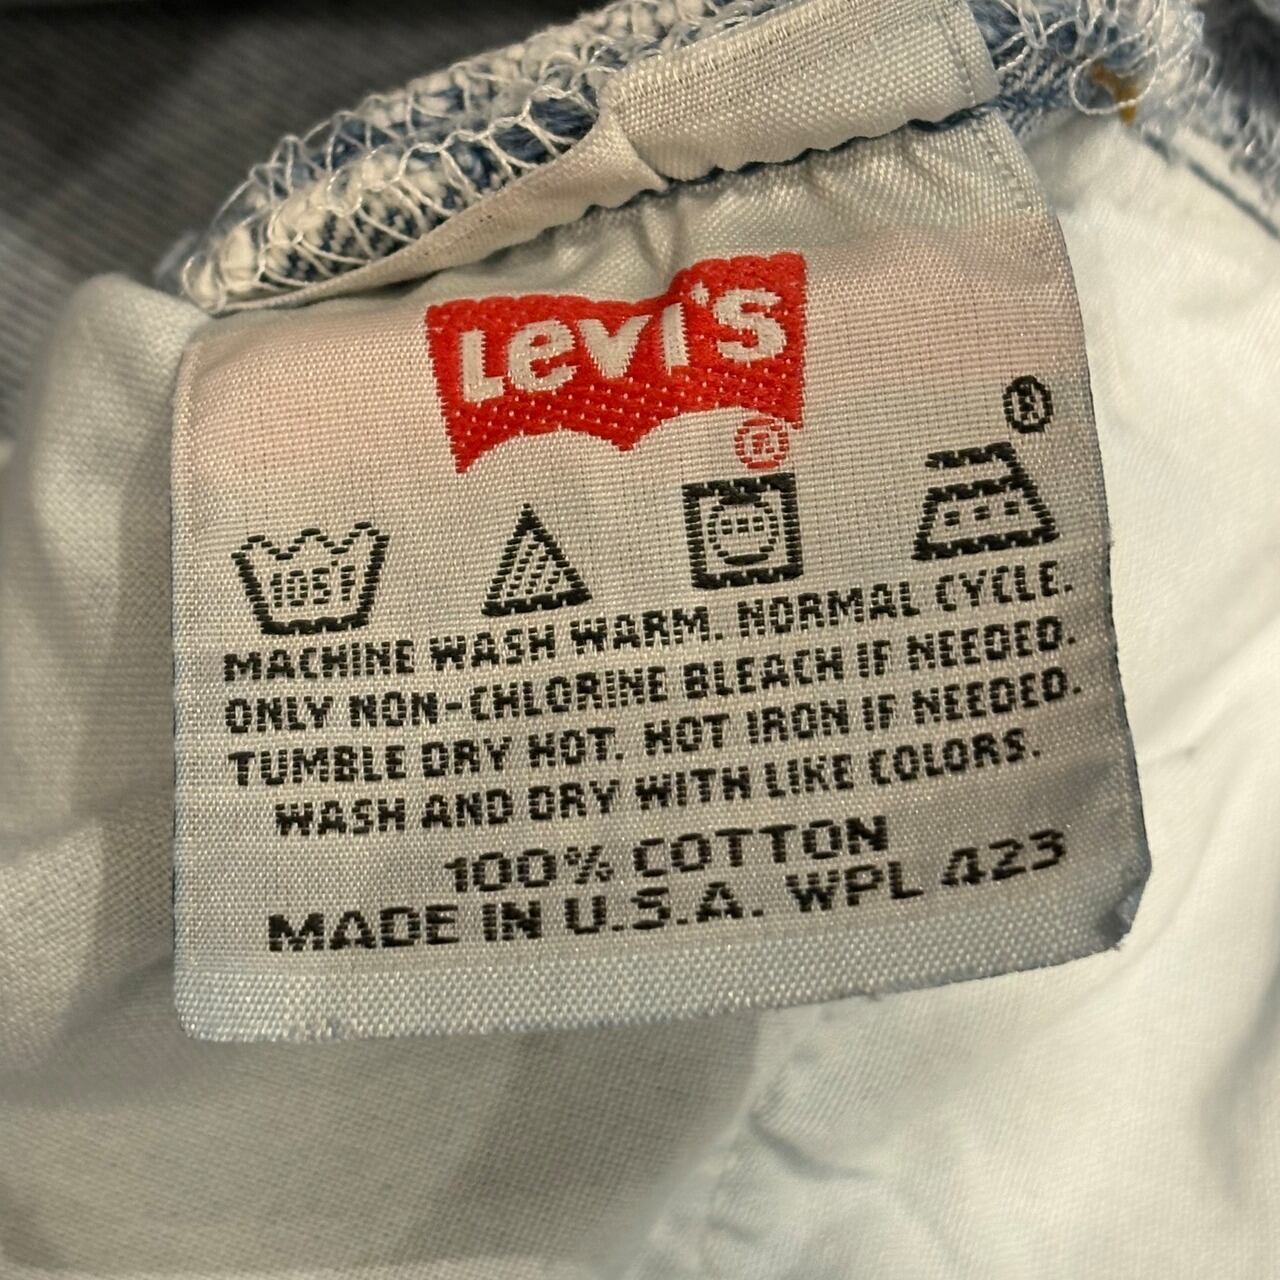 Levi's
®
®
105°F
MACHINE WASH WARM. NORMAL CYCLE.
ONLY NON-CHLORINE BLEACH IF NEEDED.
TUMBLE DRY HOT. HOT IRON IF NEEDED.
WASH AND DRY WITH LIKE COLORS.
100% COTTON
MADE IN U.S.A. WPL 423